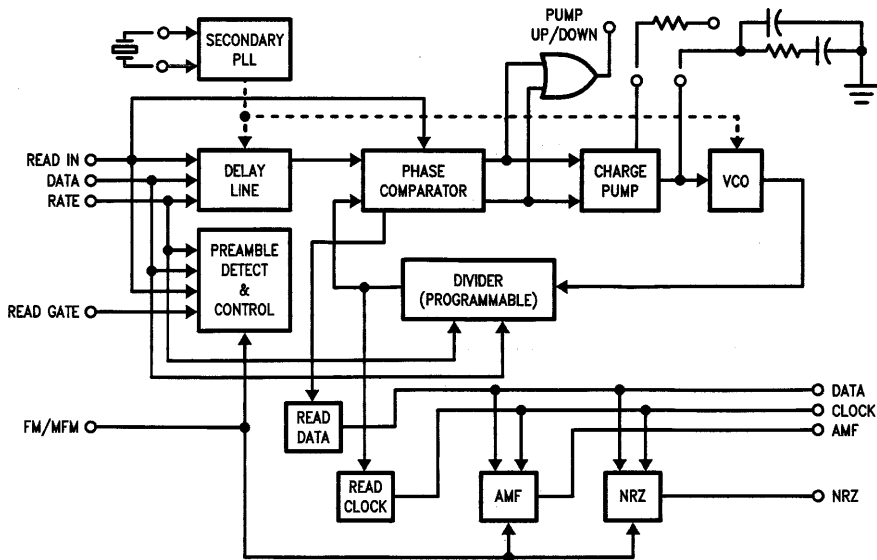 PUMP
UP/DOWN
SECONDARY
PLL
READ IN
DATA
RATE
DELAY
LINE
PHASE
COMPARATOR
CHARGE
PUMP
VCO
PREAMBLE
DETECT
&
CONTROL
DIVIDER
(PROGRAMMABLE)
READ GATE
FM/MFM
READ
DATA
READ
CLOCK
AMF
NRZ
DATA
CLOCK
AMF
NRZ